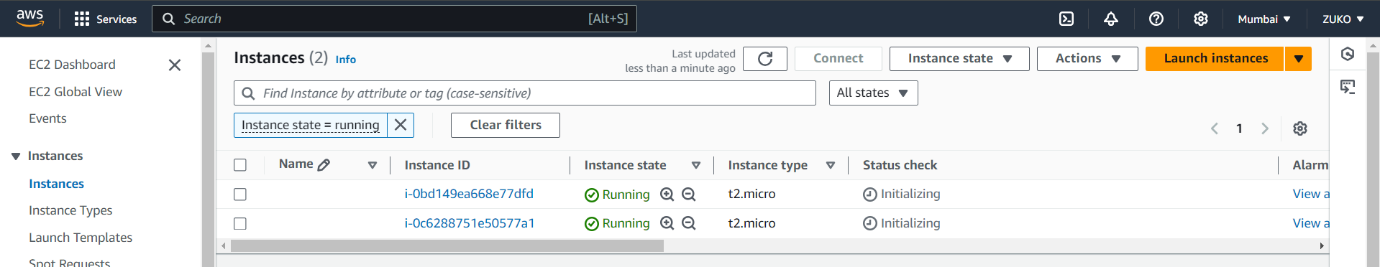 aws Services Search [Alt+S] Mumbai ▼ ZUKO ▼
EC2 Dashboard
EC2 Global View
Events
Instances
Instances
Instance Types
Launch Templates
Spot Requests
Instances (2) Info
Last updated
less than a minute ago
Connect Instance state Actions Launch instances
Find Instance by attribute or tag (case-sensitive) All states
Instance state = running Clear filters
1
Name Instance ID Instance state Instance type Status check Alarm
i-0bd149ea668e77dfd Running t2.micro Initializing View a
i-0c6288751e50577a1 Running t2.micro Initializing View a